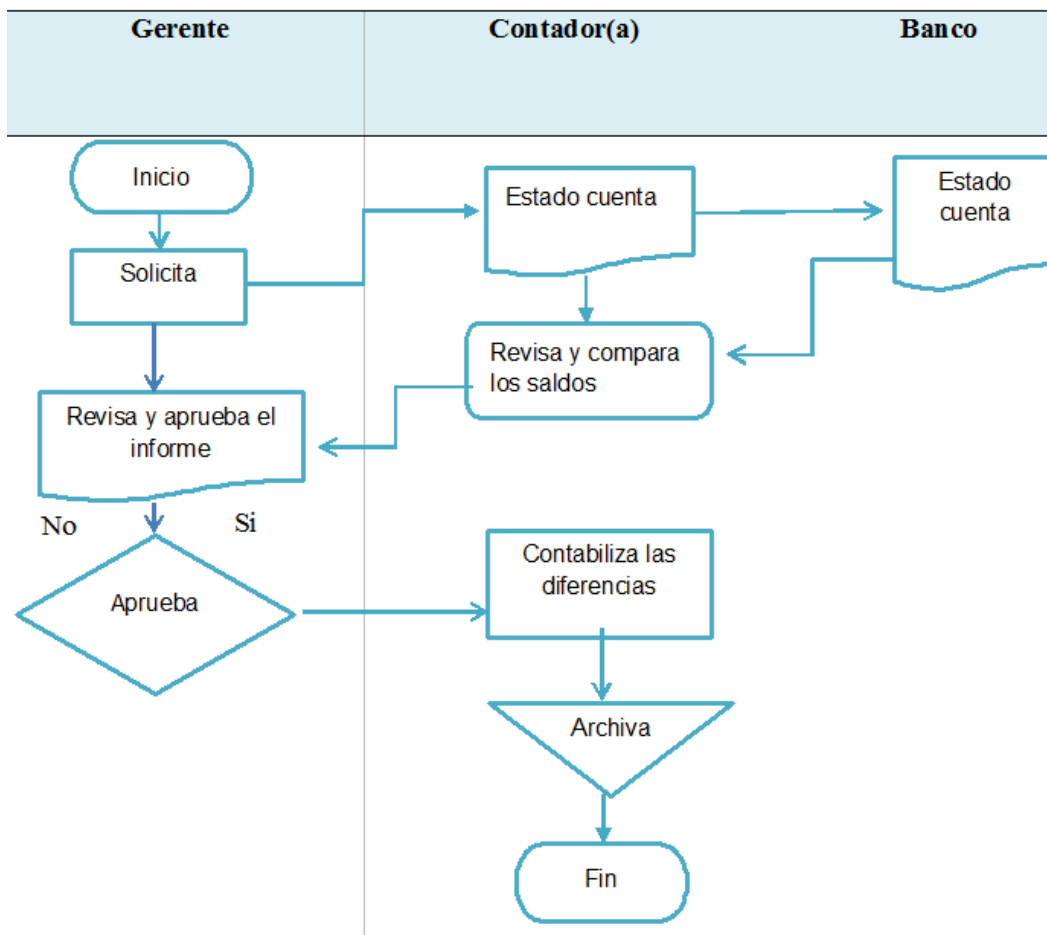 Gerente
Contador(a)
Banco
Inicio
Estado cuenta
Estado
cuenta
Solicita
Revisa y compara
los saldos
Revisa y aprueba el
informe
No
Si
Contabiliza las
diferencias
Aprueba
Archiva
Fin